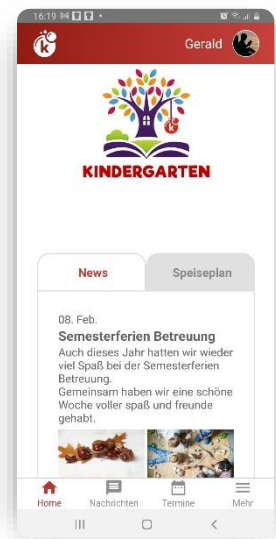 16:19
Gerald
k
k
KINDERGARTEN
News
Speiseplan
08. Feb.
Semesterferien Betreuung
Auch dieses Jahr hatten wir wieder
viel Spaß bei der Semesterferien
Betreuung.
Gemeinsam haben wir eine schöne
Woche voller spaß und freunde
gehabt.
Home
Nachrichten
Termine
Mehr